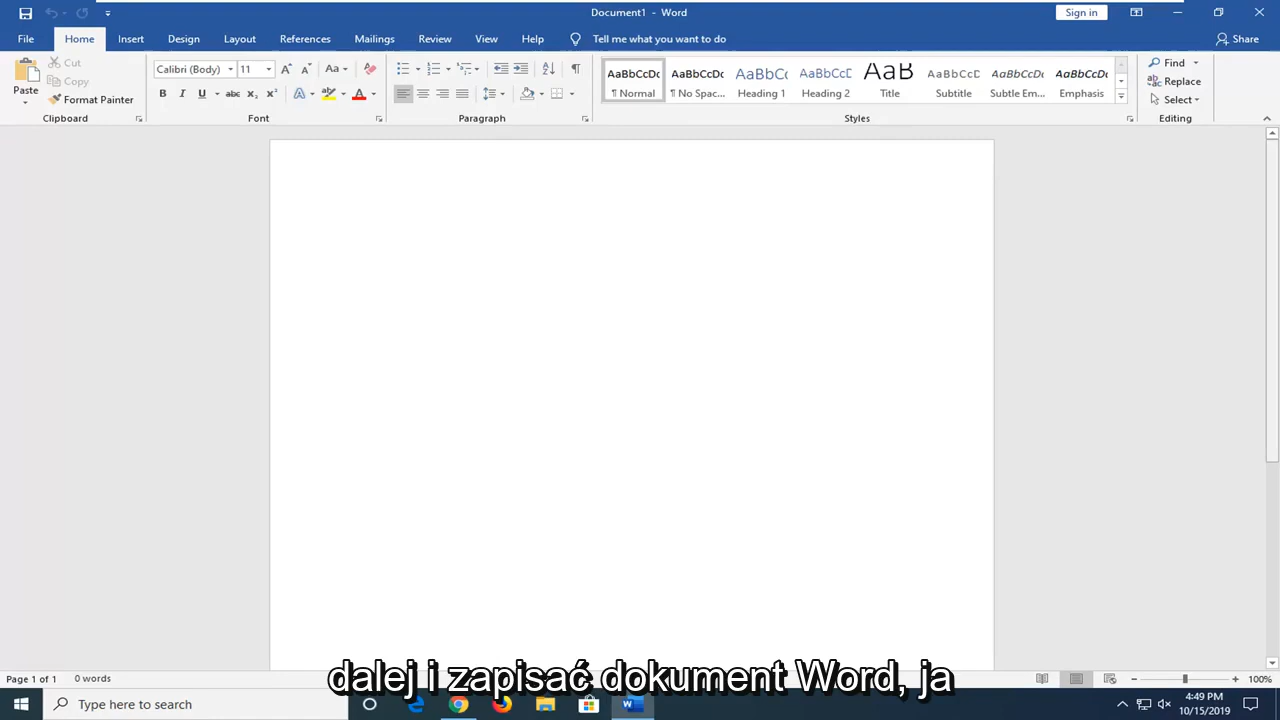 Document1 - Word
Sign in
File Home Insert Design Layout References Mailings Review View Help Tell me what you want to do Share
Paste
Cut
Copy
Format Painter
Clipboard
Calibri (Body) 11
Aa
B I U abc X₂ X² A A
Font
Paragraph
AaBbCcDc AaBbCcDc AaBbCc AaBbCcD AaB AaBbCcD AaBbCcDc AaBbCcDc
¶ Normal ¶ No Spac... Heading 1 Heading 2 Title Subtitle Subtle Em... Emphasis
Styles
Find
Replace
Select
Editing
dalej i zapisać dokument Word, ja
Page 1 of 1 0 words 100%
Type here to search
4:49 PM
10/15/2019